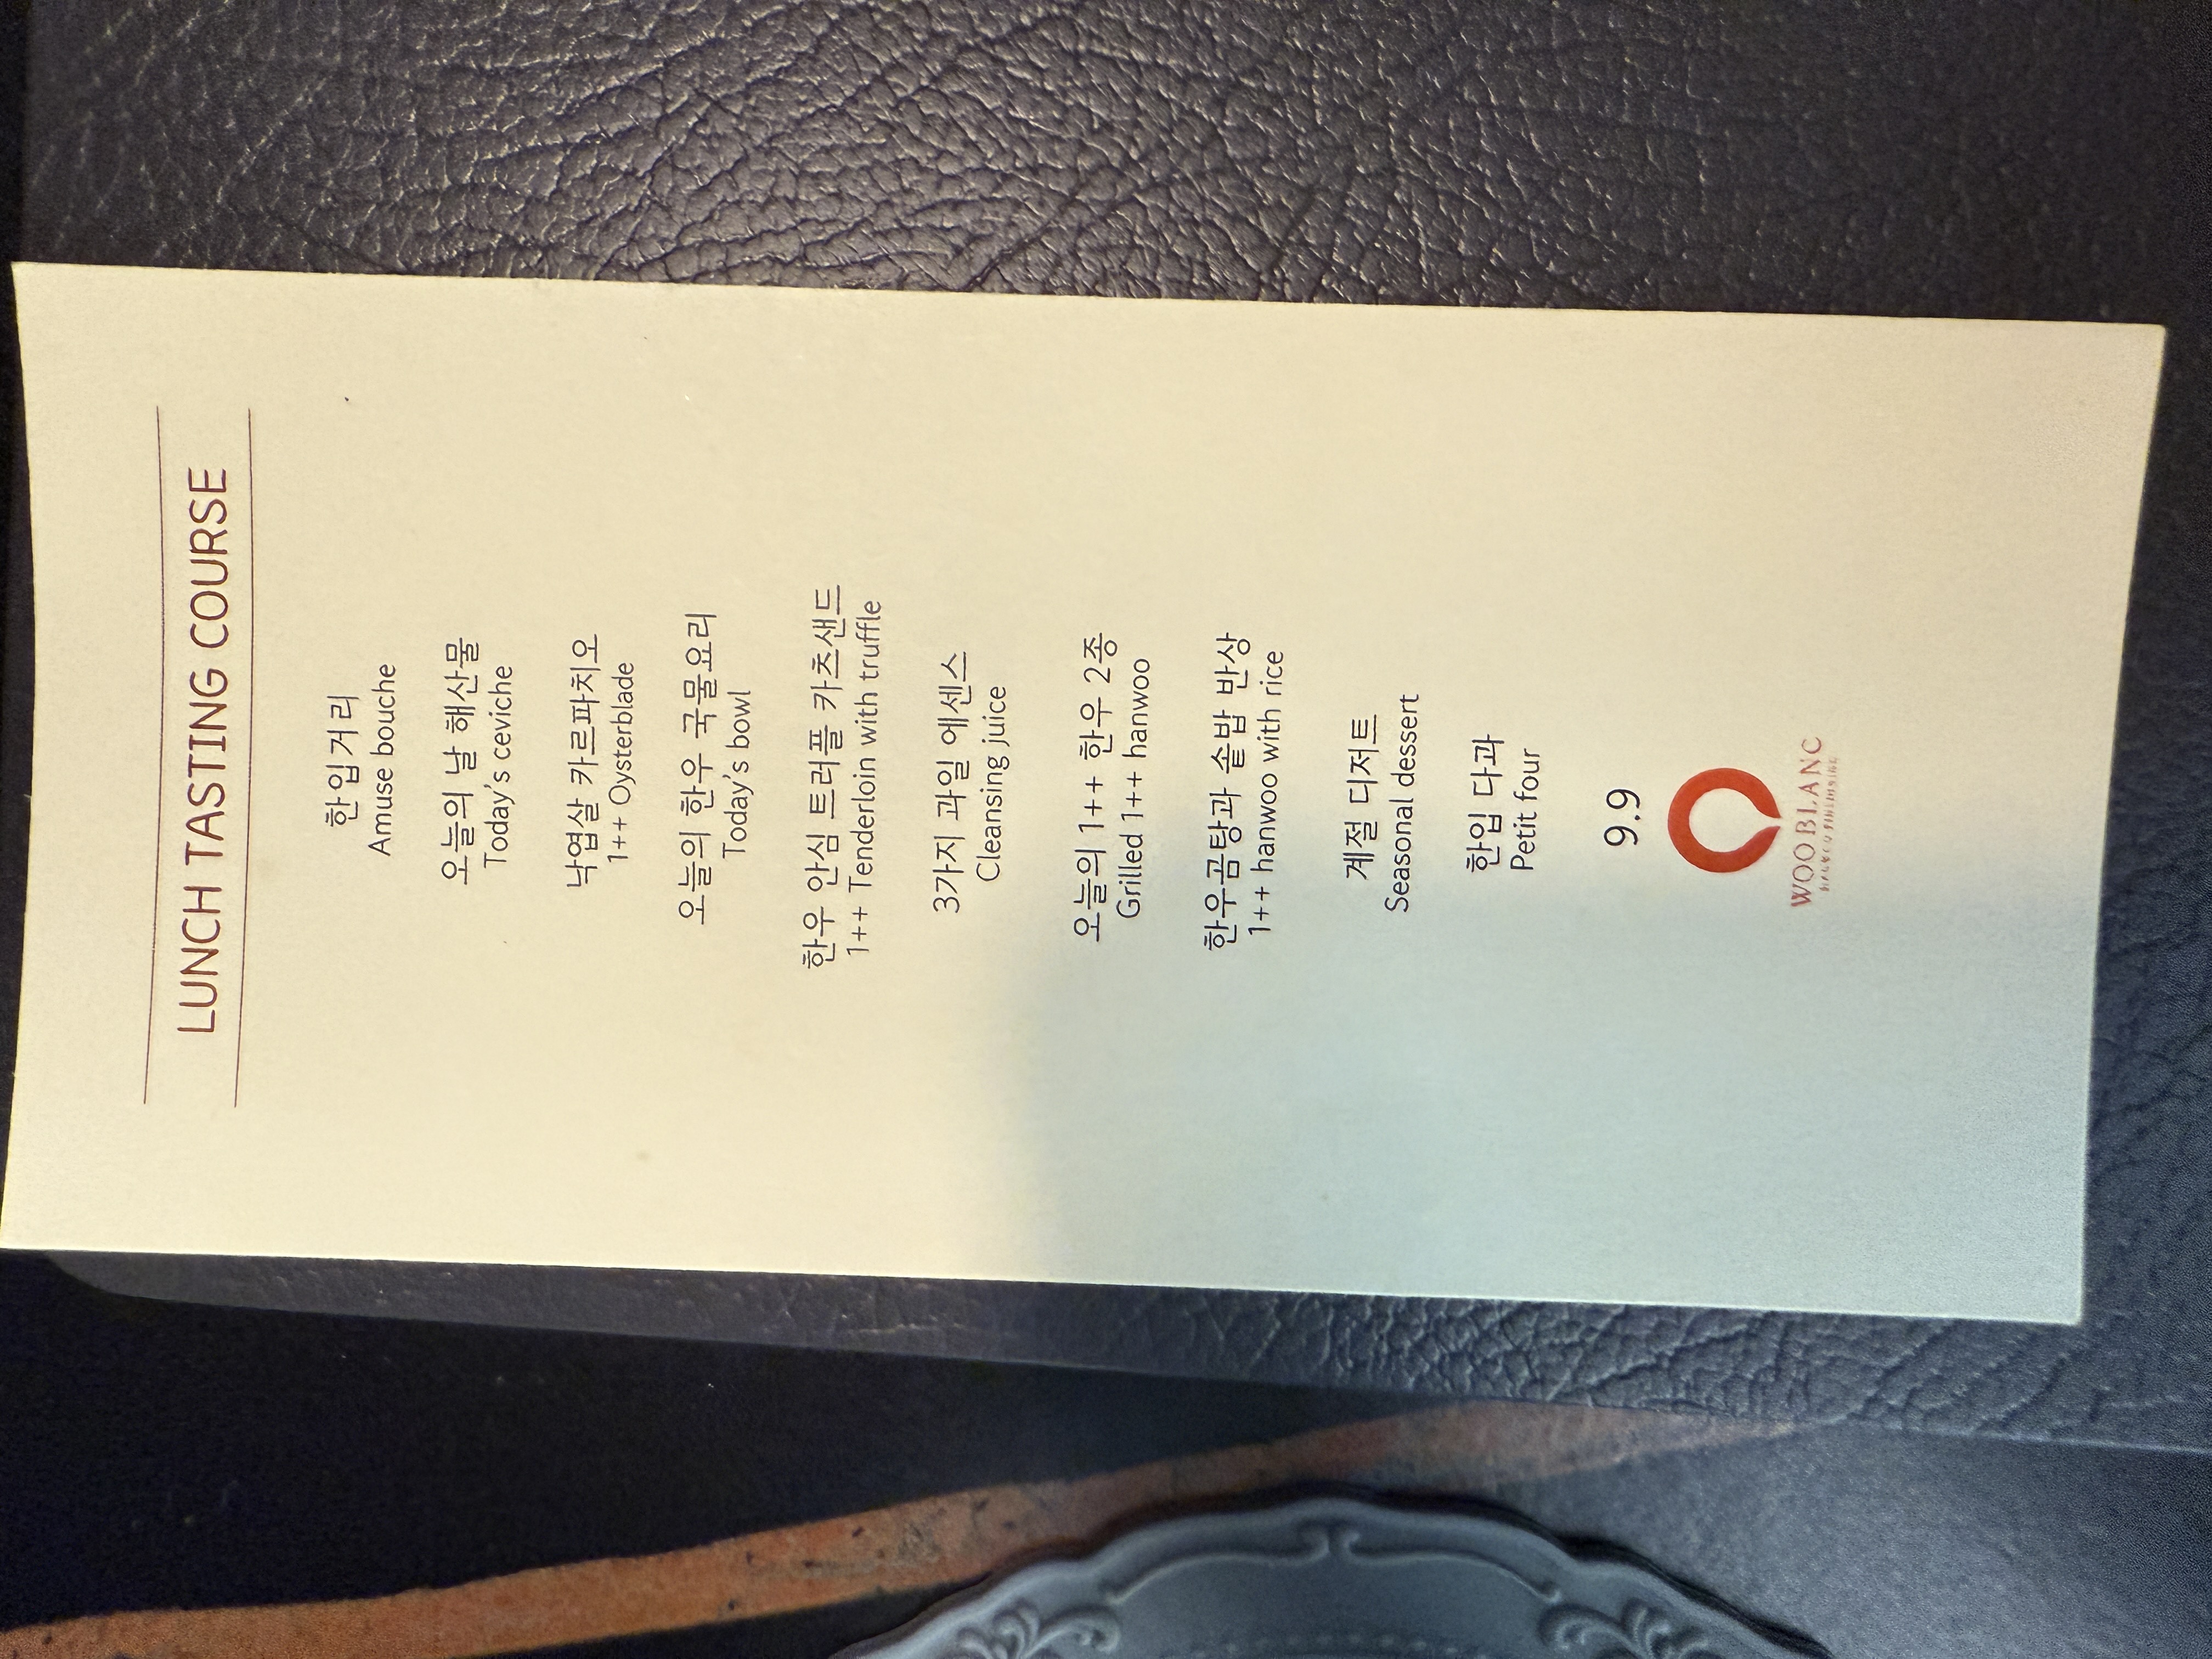 LUNCH TASTING COURSE
한입거리
Amuse bouche
오늘의 날 해산물
Today's ceviche
낙엽살 카르파치오
1++ Oysterblade
오늘의 한우 국물요리
Today's bowl
한우 안심 트러플 카츠샌드
1++ Tenderloin with truffle
3가지 과일 에센스
Cleansing juice
오늘의 1++ 한우 2종
Grilled 1++ hanwoo
한우곰탕과 솥밥 반상
1++ hanwoo with rice
계절 디저트
Seasonal dessert
한입 다과
Petit four
9.9
WOO BLANC